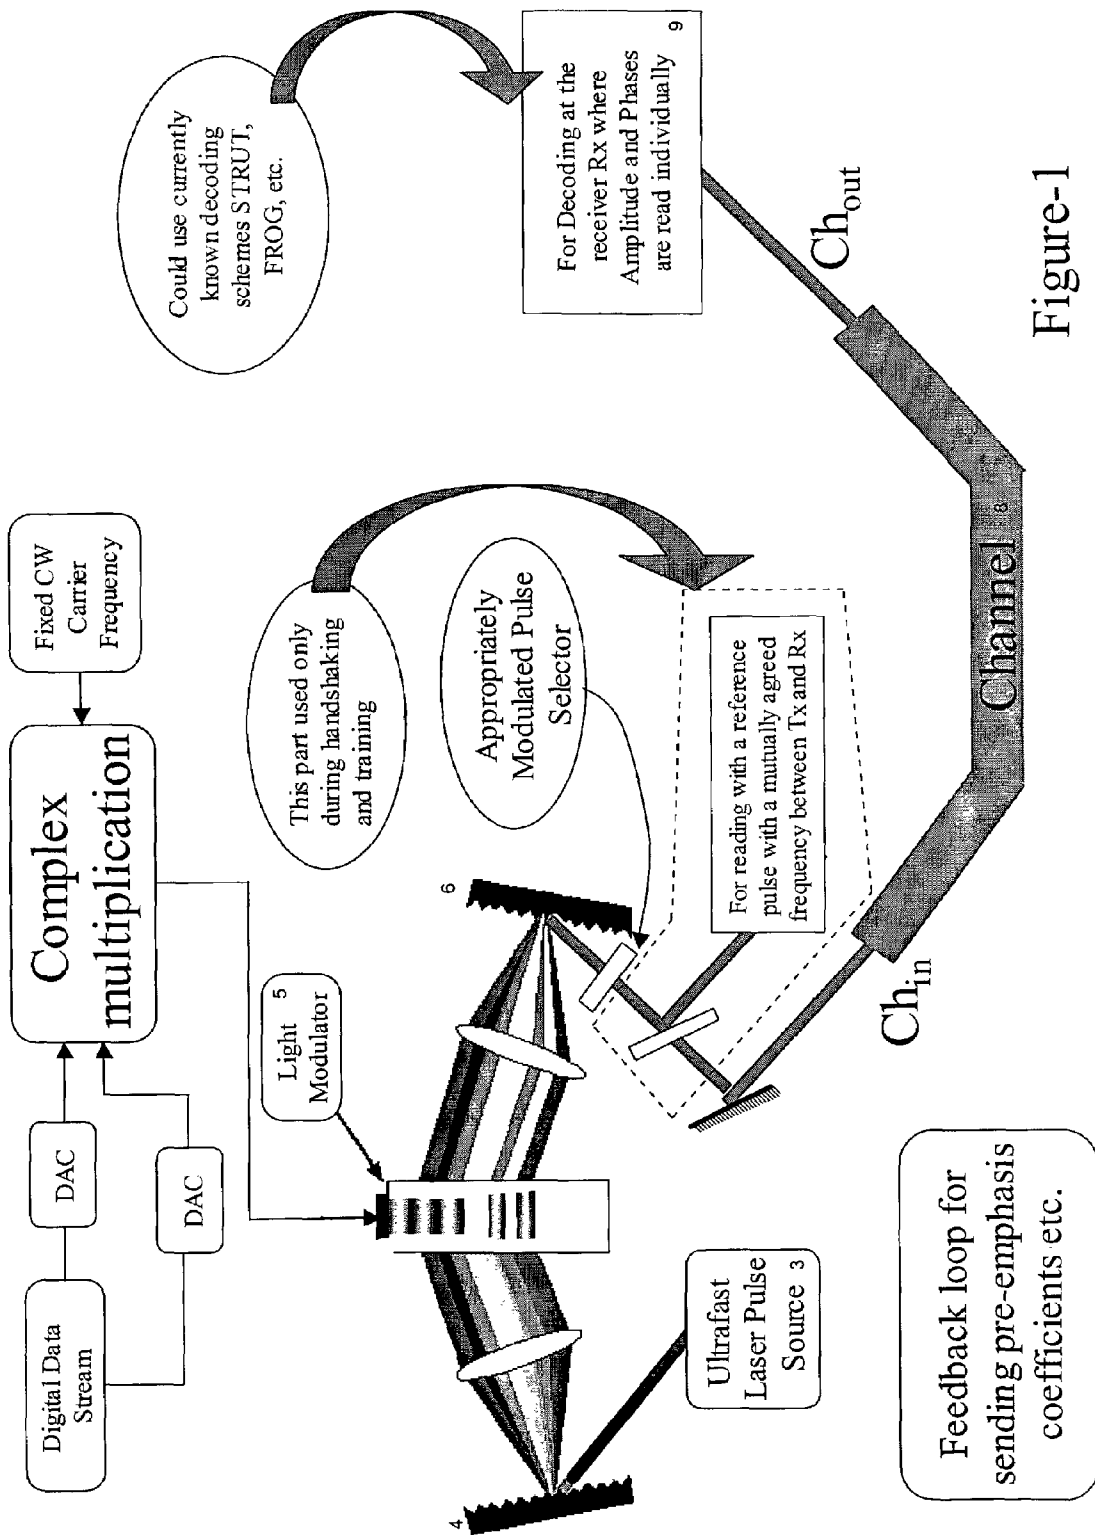 Digital Data
Stream
DAC
DAC
Complex
multiplication
Fixed CW
Carrier
Frequency
Light 5
Modulator
4
6
Ultrafast
Laser Pulse
Source 3
This part used only
during handshaking
and training
Appropriately
Modulated Pulse
Selector
For reading with a reference
pulse with a mutually agreed
frequency between Tx and Rx
Could use currently
known decoding
schemes STRUT,
FROG, etc.
For Decoding at the
receiver Rx where
Amplitude and Phases
are read individually
9
Ch_in
Channel 8
Ch_out
Feedback loop for
sending pre-emphasis
coefficients etc.
Figure-1